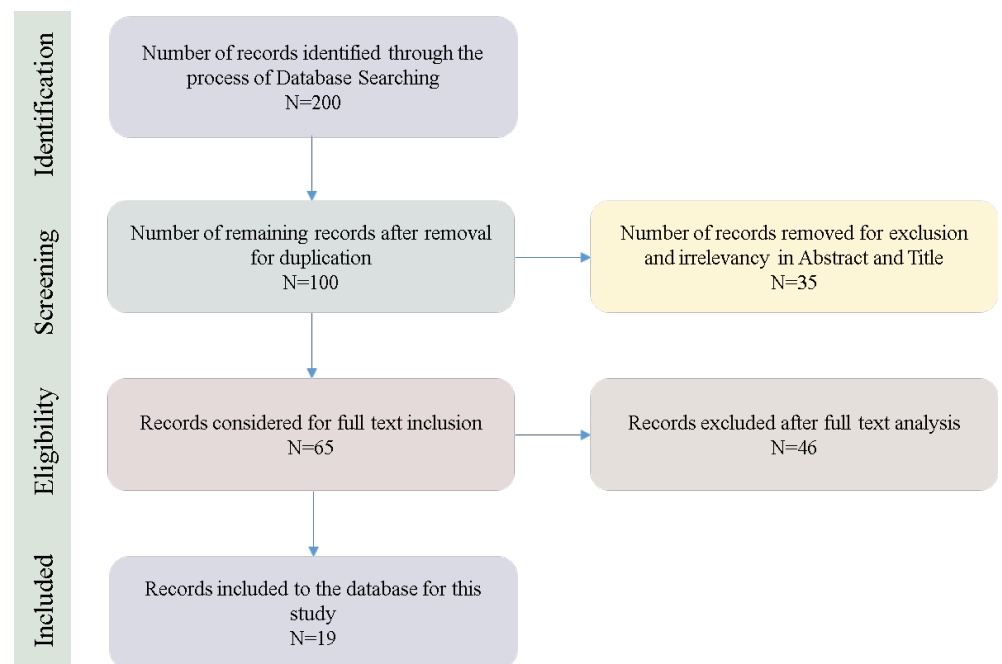 Identification
Number of records identified through the
process of Database Searching
N=200
Screening
Number of remaining records after removal
for duplication
N=100
Number of records removed for exclusion
and irrelevancy in Abstract and Title
N=35
Eligibility
Records considered for full text inclusion
N=65
Records excluded after full text analysis
N=46
Included
Records included to the database for this
study
N=19